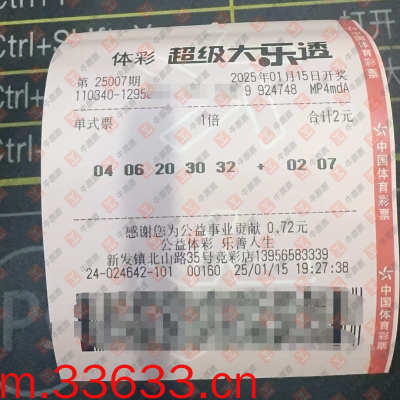 体彩 超级大乐透
第 25007期 2025年01月15日开奖
110340-1295 9 924748 MP4mdA
单式票 1倍 合计2元
04 06 20 30 32 + 02 07
感谢您为公益事业贡献 0.72元
公益体彩 乐善人生
新发镇北山路35号竞彩店13956583339
24-024642-101 00160 25/01/15 19:27:38
中国体育彩票
中国体育彩票
Ctrl+
Ctrl+Shift+
打开
Ctrl+
m.33633.cn